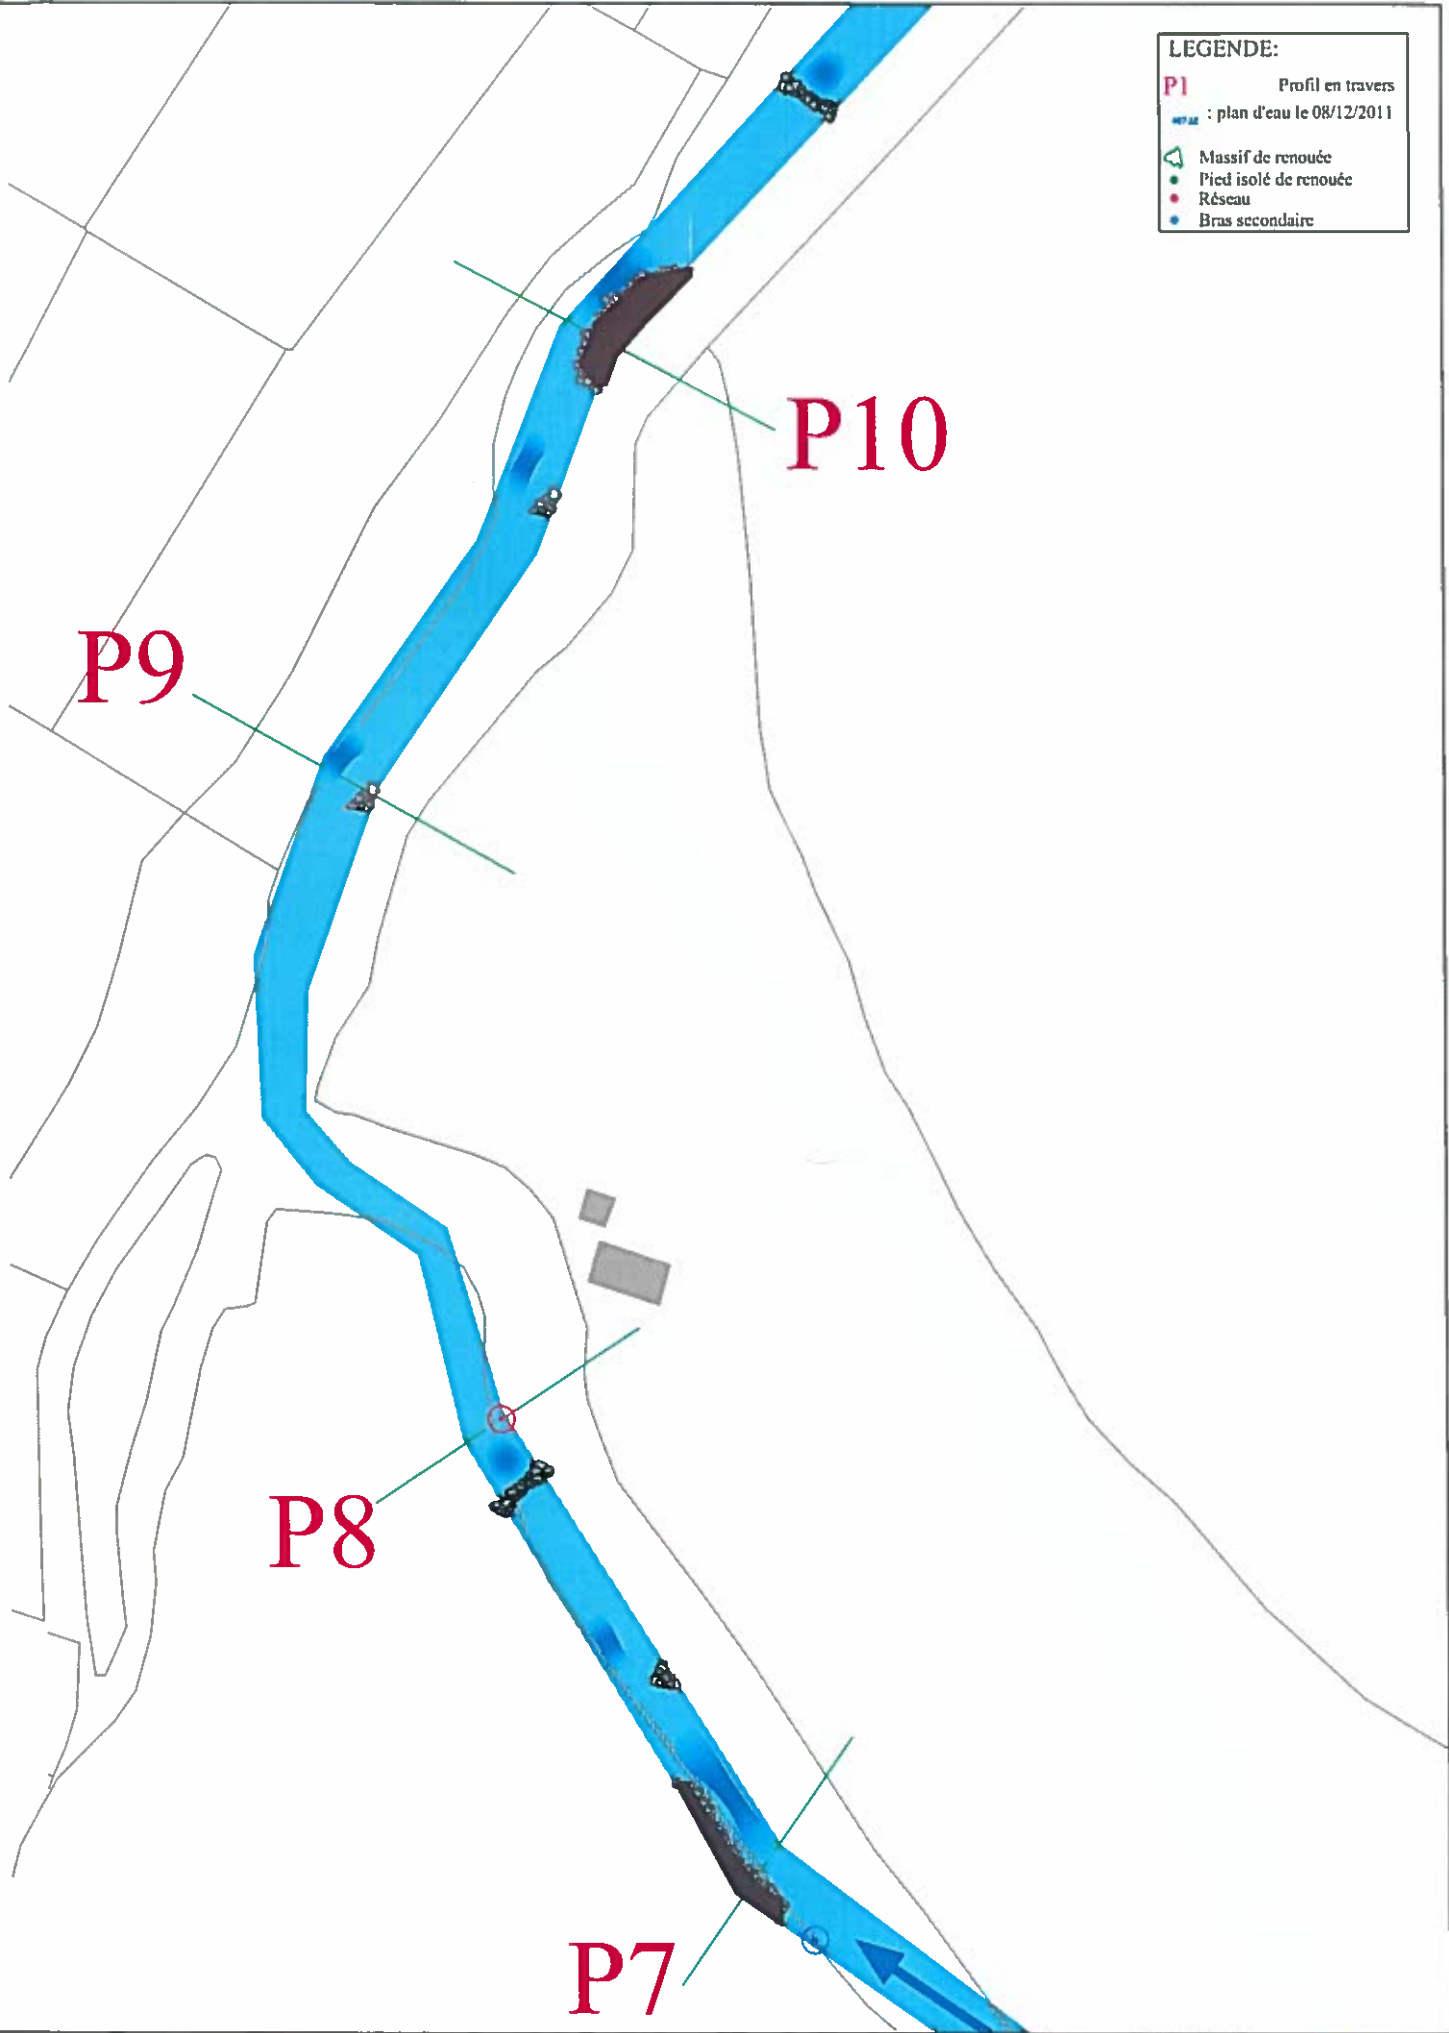 LEGENDE:
P1 Profil en travers
: plan d'eau le 08/12/2011
Massif de renouée
Pied isolé de renouée
Réseau
Bras secondaire
P10
P9
P8
P7